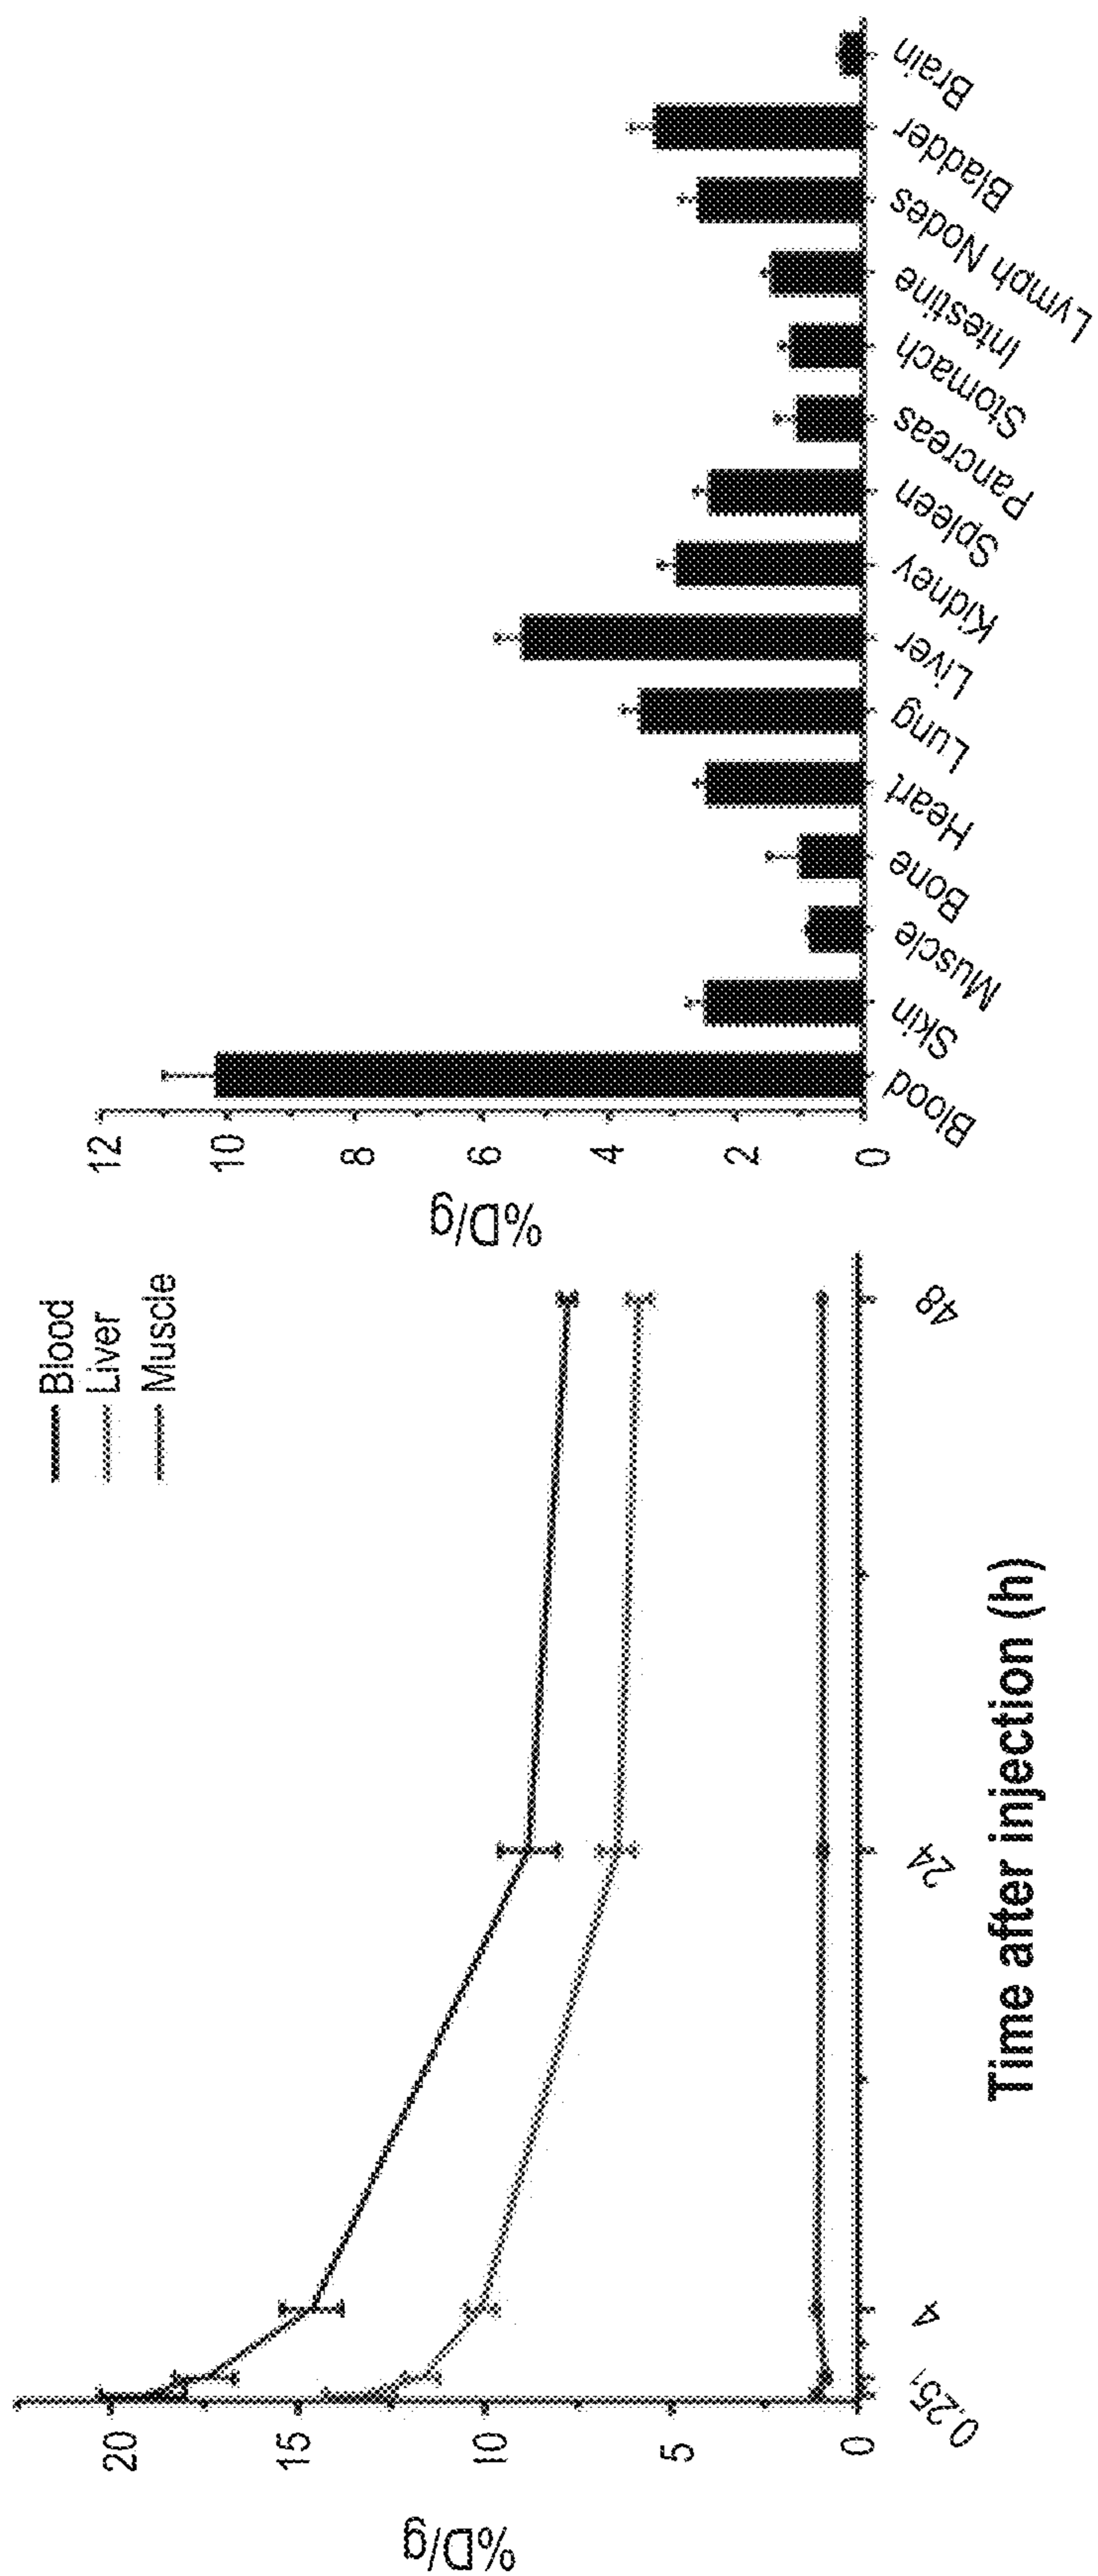 %D/g
20
15
10
5
0
0.25
1
4
24
48
Time after injection (h)
Blood
Liver
Muscle
%D/g
12
10
8
6
4
2
0
Blood
Skin
Muscle
Bone
Heart
Lung
Liver
Kidney
Spleen
Pancreas
Stomach
Intestine
Lymph Nodes
Bladder
Brain